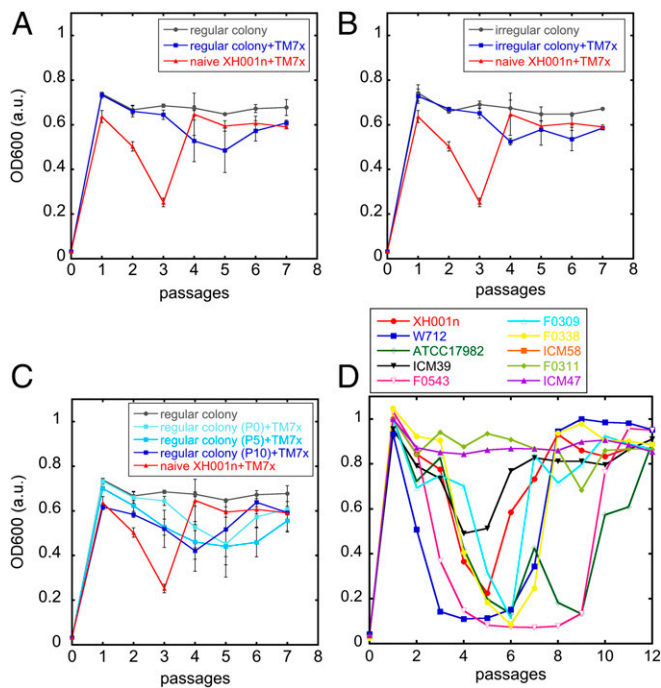 A
regular colony
regular colony+TM7x
naive XH001n+TM7x
OD600 (a.u.)
1
0.8
0.6
0.4
0.2
0
0 1 2 3 4 5 6 7 8
passages
B
irregular colony
irregular colony+TM7x
naive XH001n+TM7x
1
0.8
0.6
0.4
0.2
0
0 1 2 3 4 5 6 7 8
passages
C
regular colony
regular colony (P0)+TM7x
regular colony (P5)+TM7x
regular colony (P10)+TM7x
naive XH001n+TM7x
OD600 (a.u.)
1
0.8
0.6
0.4
0.2
0
0 1 2 3 4 5 6 7 8
passages
XH001n F0309
W712 F0338
ATCC17982 ICM58
ICM39 F0311
F0543 ICM47
D
1
0.8
0.6
0.4
0.2
0
0 2 4 6 8 10 12
passages